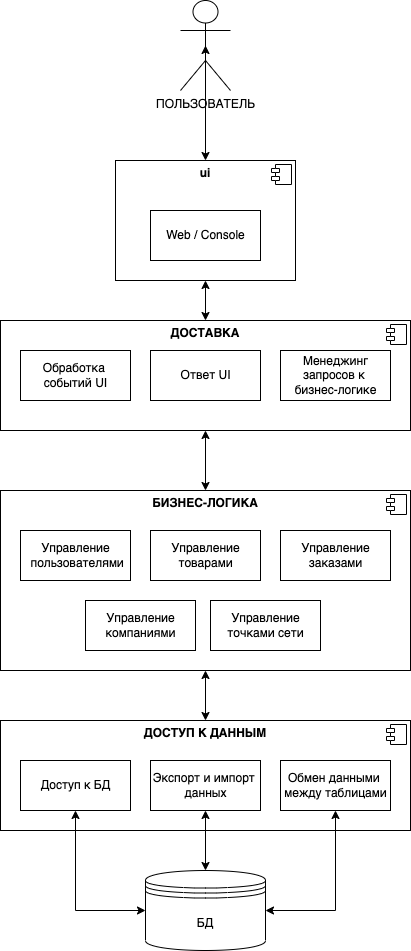 ПОЛЬЗОВАТЕЛЬ
ui
Web / Console
ДОСТАВКА
Обработка
событий UI
Ответ UI
Менеджинг
запросов к
бизнес-логике
БИЗНЕС-ЛОГИКА
Управление
пользователями
Управление
товарами
Управление
заказами
Управление
компаниями
Управление
точками сети
ДОСТУП К ДАННЫМ
Доступ к БД
Экспорт и импорт
данных
Обмен данными
между таблицами
БД